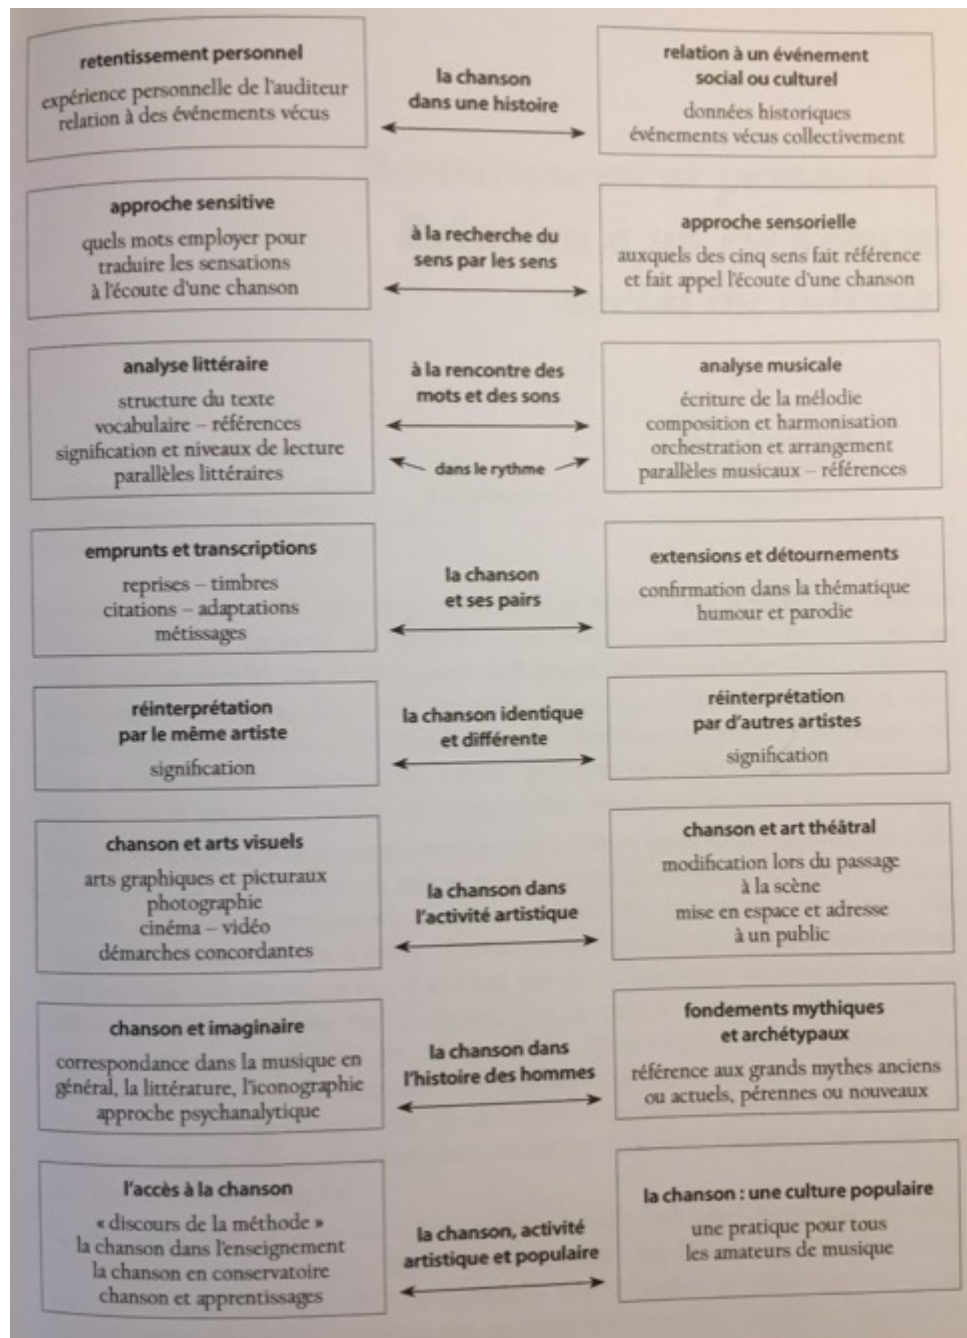 retentissement personnel
expérience personnelle de l'auditeur
relation à des événements vécus
la chanson
dans une histoire
relation à un événement
social ou culturel
données historiques
événements vécus collectivement
approche sensitive
quels mots employer pour
traduire les sensations
à l'écoute d'une chanson
à la recherche du
sens par les sens
approche sensorielle
auxquels des cinq sens fait référence
et fait appel l'écoute d'une chanson
analyse littéraire
structure du texte
vocabulaire – références
signification et niveaux de lecture
parallèles littéraires
à la rencontre des
mots et des sons
dans le rythme
analyse musicale
écriture de la mélodie
composition et harmonisation
orchestration et arrangement
parallèles musicaux – références
emprunts et transcriptions
reprises – timbres
citations – adaptations
métissages
la chanson
et ses pairs
extensions et détournements
confirmation dans la thématique
humour et parodie
réinterprétation
par le même artiste
signification
la chanson identique
et différente
réinterprétation
par d'autres artistes
signification
chanson et arts visuels
arts graphiques et picturaux
photographie
cinéma – vidéo
démarches concordantes
la chanson dans
l'activité artistique
chanson et art théâtral
modification lors du passage
à la scène
mise en espace et adresse
à un public
chanson et imaginaire
correspondance dans la musique en
général, la littérature, l'iconographie
approche psychanalytique
la chanson dans
l'histoire des hommes
fondements mythiques
et archétypaux
référence aux grands mythes anciens
ou actuels, pérennes ou nouveaux
l'accès à la chanson
« discours de la méthode »
la chanson dans l'enseignement
la chanson en conservatoire
chanson et apprentissages
la chanson, activité
artistique et populaire
la chanson : une culture populaire
une pratique pour tous
les amateurs de musique